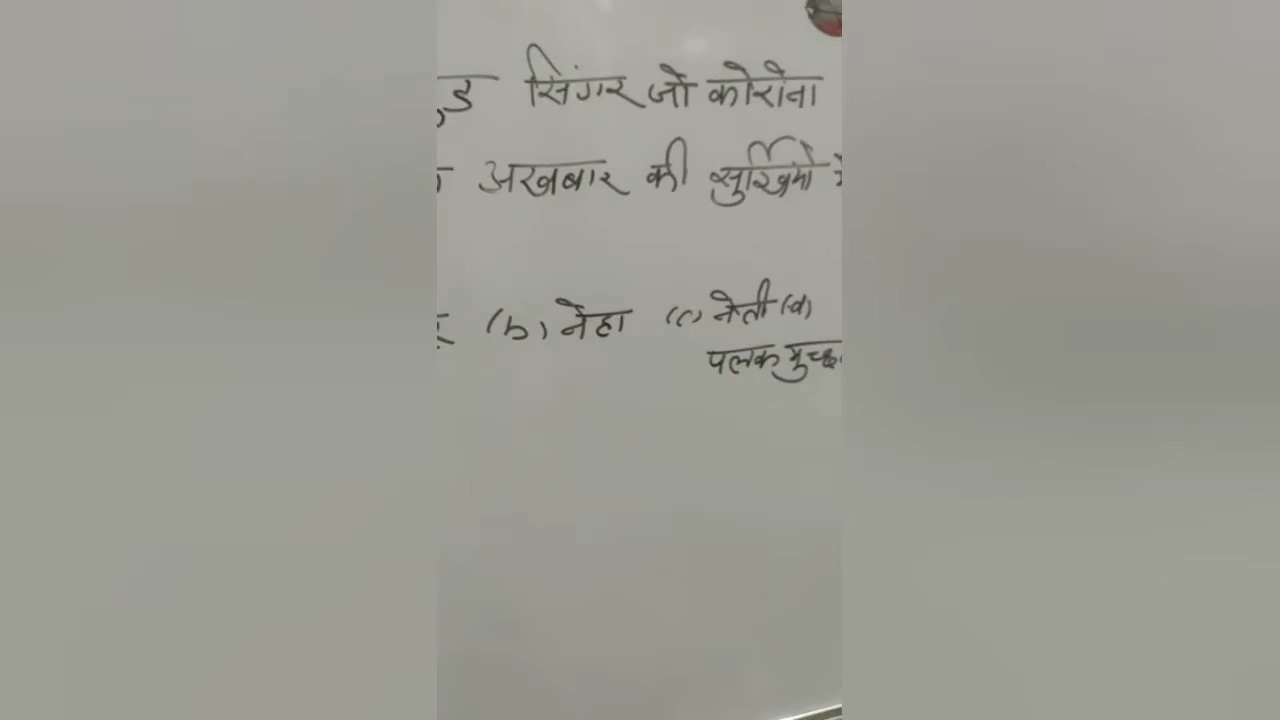 ुड सिंगर जो कोरोना
अखबार की सुर्खियो
(b) नेहा (c) नेती (d)
पलक मुच्छ